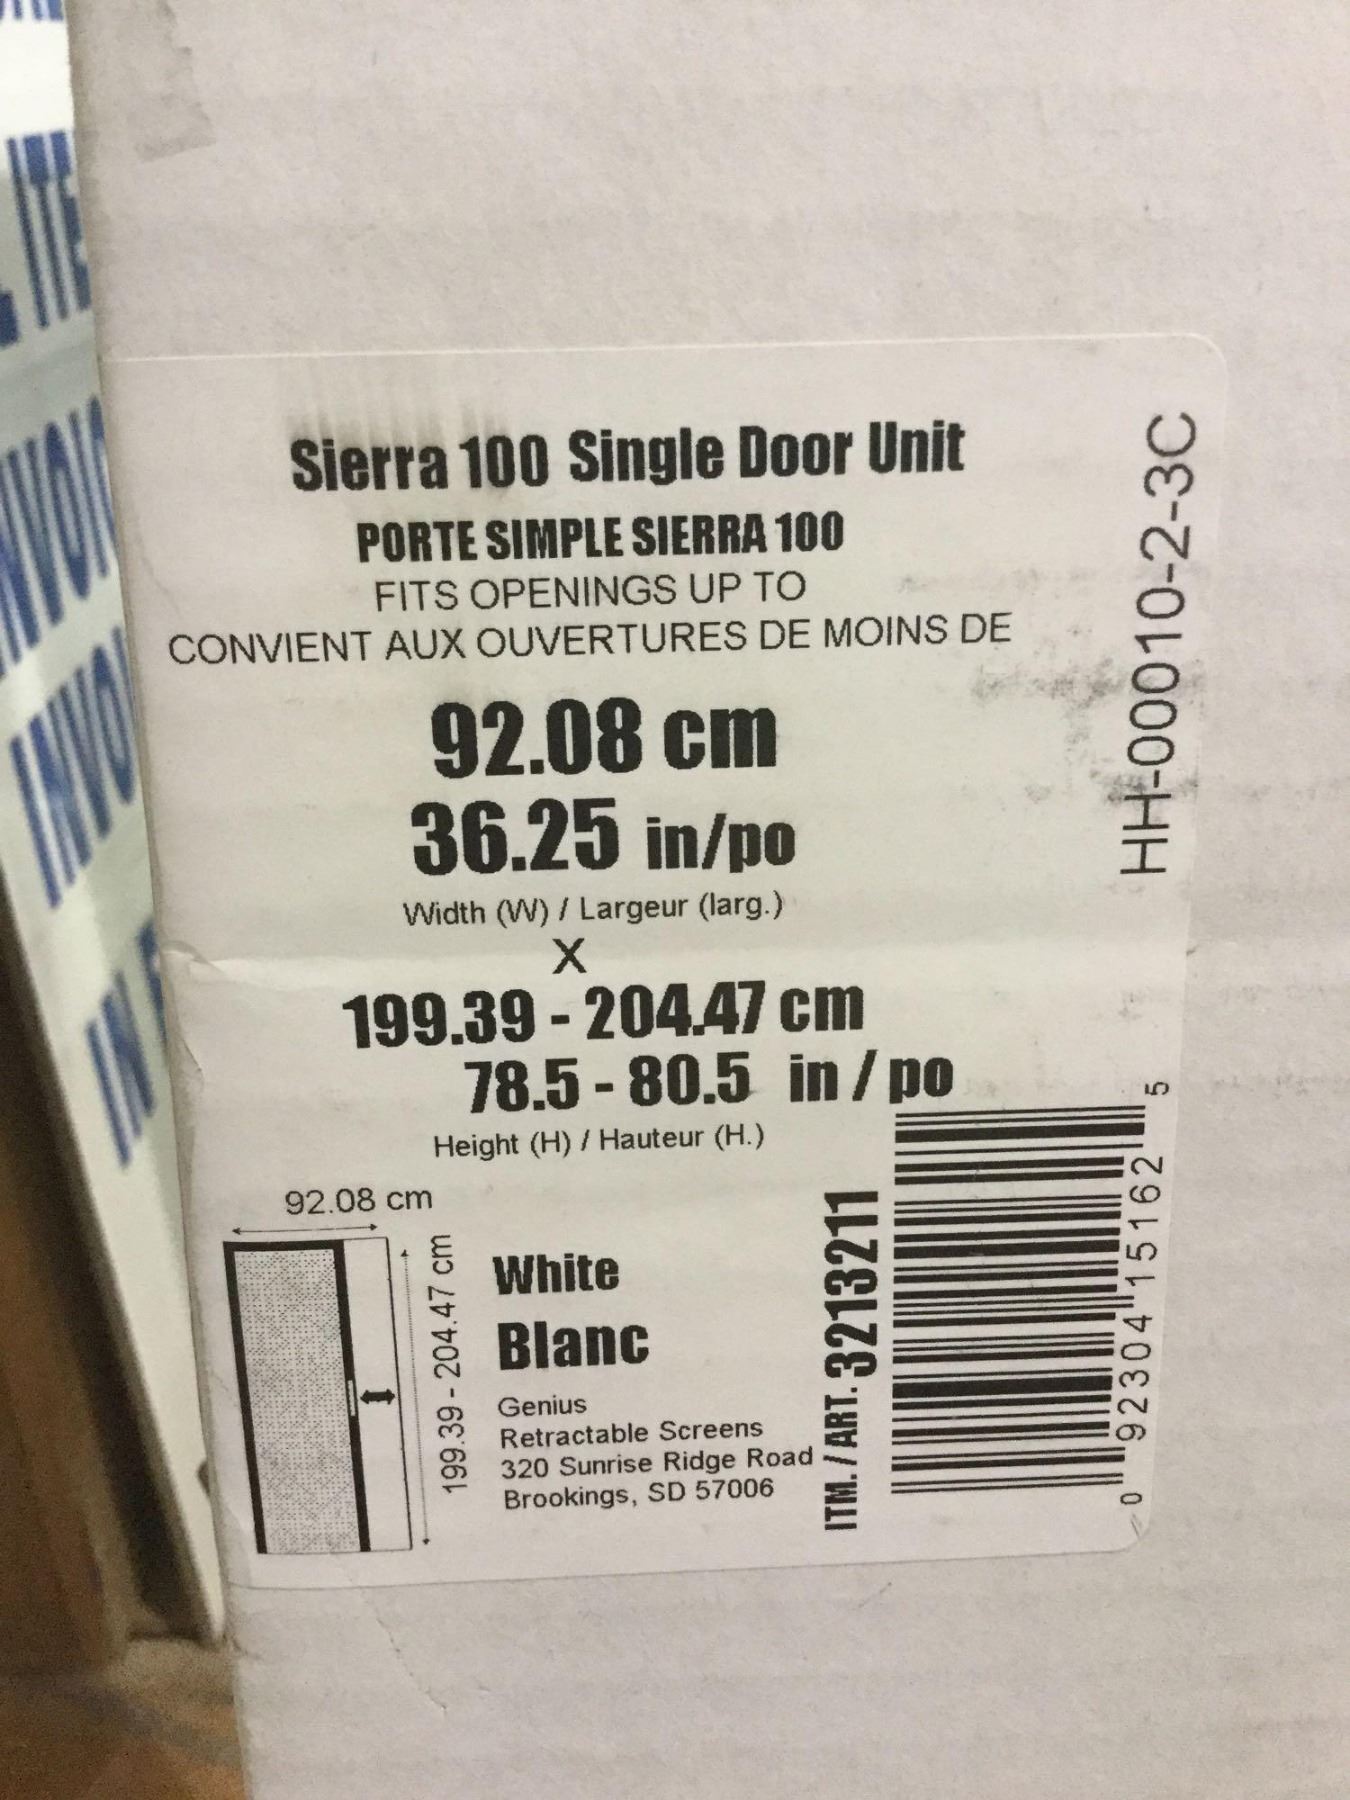 Sierra 100 Single Door Unit
PORTE SIMPLE SIERRA 100
FITS OPENINGS UP TO
CONVIENT AUX OUVERTURES DE MOINS DE
92.08 cm
36.25 in/po
Width (W) / Largeur (larg.)
X
199.39 - 204.47 cm
78.5 - 80.5 in / po
Height (H) / Hauteur (H.)
92.08 cm
199.39 - 204.47 cm
White
Blanc
Genius
Retractable Screens
320 Sunrise Ridge Road
Brookings, SD 57006
ITM. / ART. 3213211
0 92304 15162 5
HH-00010-2-3C